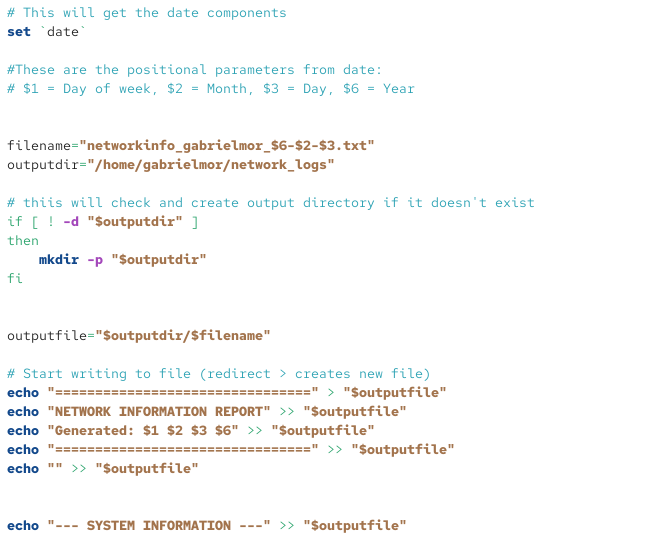 # This will get the date components
set `date`
#These are the positional parameters from date:
# $1 = Day of week, $2 = Month, $3 = Day, $6 = Year
filename="networkinfo_gabrielmor_$6-$2-$3.txt"
outputdir="/home/gabrielmor/network_logs"
# thiis will check and create output directory if it doesn't exist
if [ ! -d "$outputdir" ]
then
    mkdir -p "$outputdir"
fi
outputfile="$outputdir/$filename"
# Start writing to file (redirect > creates new file)
echo "================================" > "$outputfile"
echo "NETWORK INFORMATION REPORT" >> "$outputfile"
echo "Generated: $1 $2 $3 $6" >> "$outputfile"
echo "================================" >> "$outputfile"
echo "" >> "$outputfile"
echo "--- SYSTEM INFORMATION ---" >> "$outputfile"